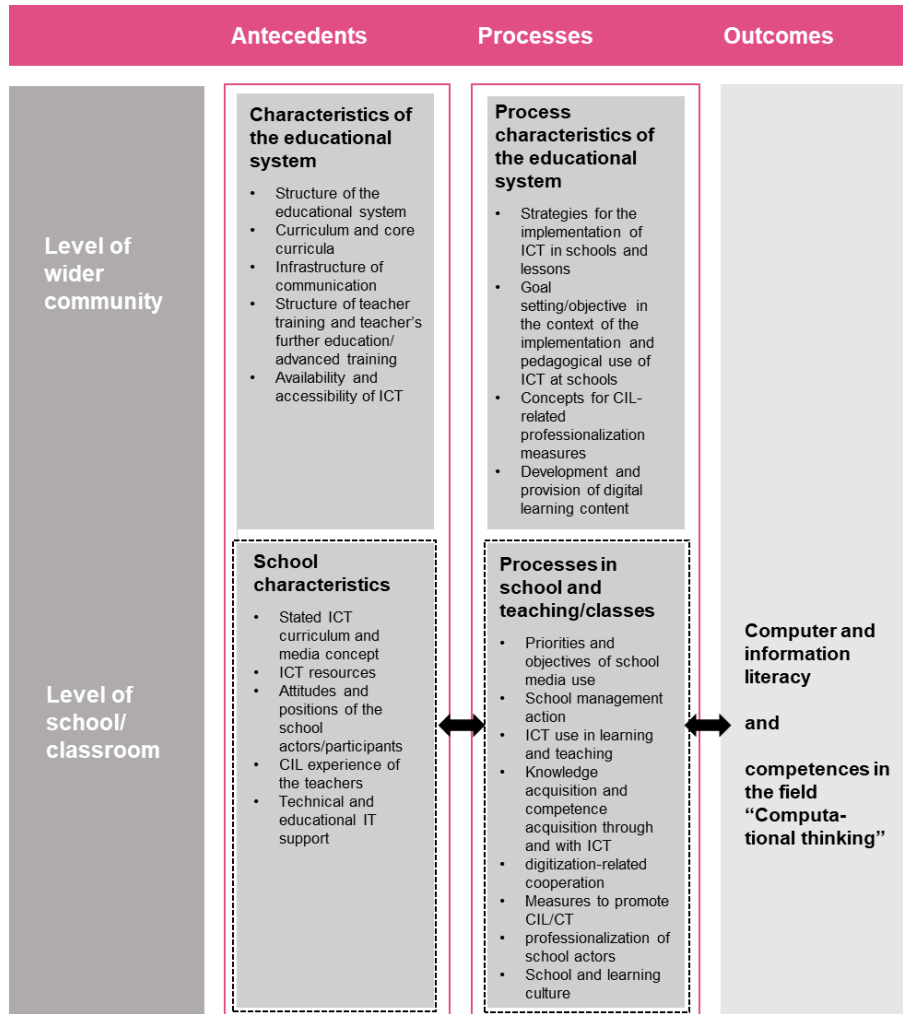 Antecedents
Processes
Outcomes
Level of
wider
community
Characteristics of
the educational
system
• Structure of the
educational system
• Curriculum and core
curricula
• Infrastructure of
communication
• Structure of teacher
training and teacher's
further education/
advanced training
• Availability and
accessibility of ICT
Process
characteristics of
the educational
system
• Strategies for the
implementation of
ICT in schools and
lessons
• Goal
setting/objective in
the context of the
implementation and
pedagogical use of
ICT at schools
• Concepts for CIL-
related
professionalization
measures
• Development and
provision of digital
learning content
Level of
school/
classroom
School
characteristics
• Stated ICT
curriculum and
media concept
• ICT resources
• Attitudes and
positions of the
school
actors/participants
• CIL experience of
the teachers
• Technical and
educational IT
support
Processes in
school and
teaching/classes
• Priorities and
objectives of school
media use
• School management
action
• ICT use in learning
and teaching
• Knowledge
acquisition and
competence
acquisition through
and with ICT
• digitization-related
cooperation
• Measures to promote
CIL/CT
• professionalization of
school actors
• School and learning
culture
Computer and
information
literacy
and
competences in
the field
“Computa-
tional thinking”